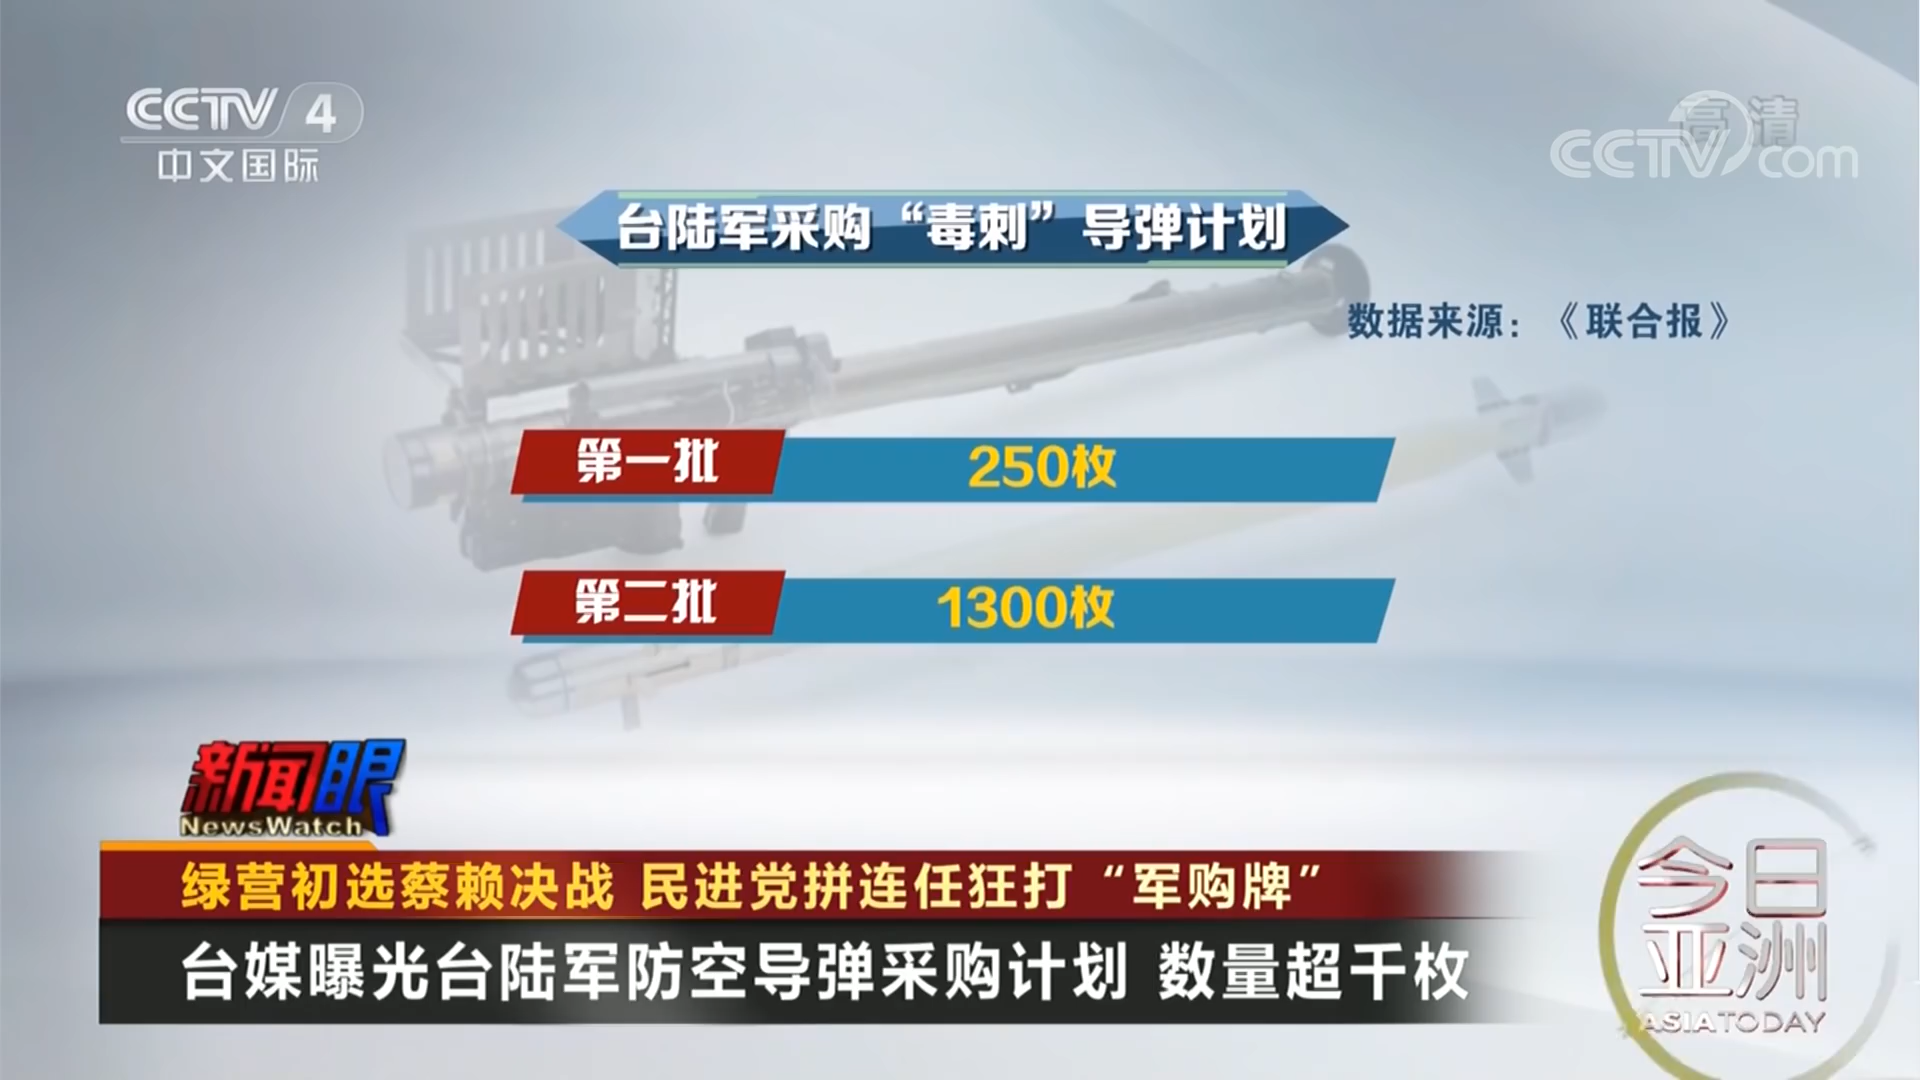 CCTV 4
中文国际
高清
CCTV.com
台陆军采购“毒刺”导弹计划
数据来源：《联合报》
第一批 250枚
第二批 1300枚
新闻眼
NewsWatch
绿营初选蔡赖决战 民进党拼连任狂打“军购牌”
台媒曝光台陆军防空导弹采购计划 数量超千枚
今日
亚洲
ASIA TODAY